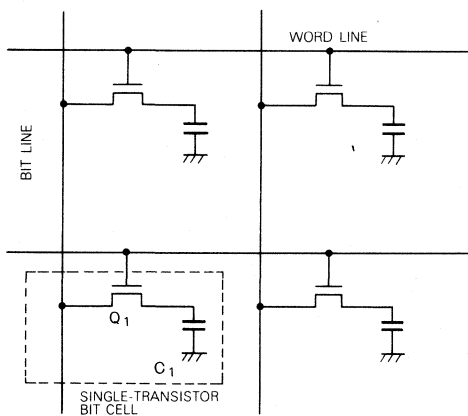 WORD LINE
BIT LINE
Q1
C1
SINGLE-TRANSISTOR
BIT CELL